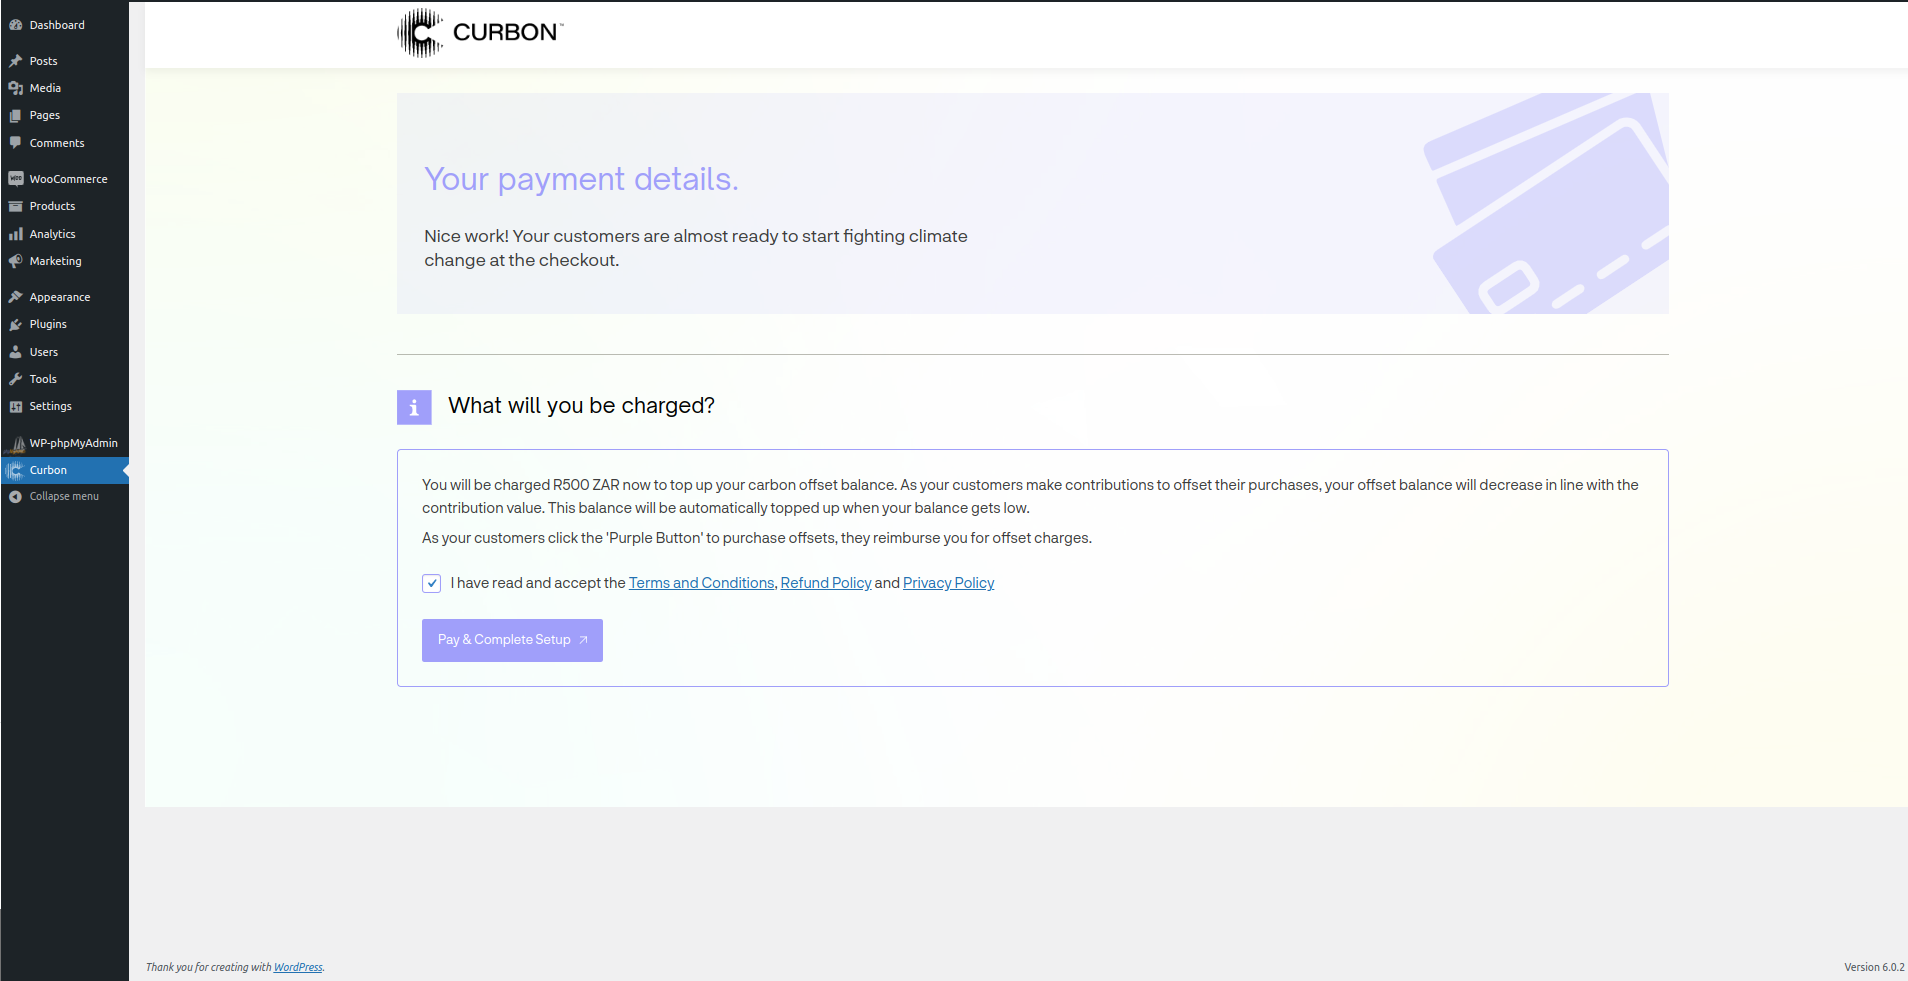 Dashboard
Posts
Media
Pages
Comments
WooCommerce
Products
Analytics
Marketing
Appearance
Plugins
Users
Tools
Settings
WP-phpMyAdmin
Curbon
Collapse menu
CURBON™
Your payment details.
Nice work! Your customers are almost ready to start fighting climate
change at the checkout.
What will you be charged?
You will be charged R500 ZAR now to top up your carbon offset balance. As your customers make contributions to offset their purchases, your offset balance will decrease in line with the
contribution value. This balance will be automatically topped up when your balance gets low.
As your customers click the 'Purple Button' to purchase offsets, they reimburse you for offset charges.
I have read and accept the Terms and Conditions, Refund Policy and Privacy Policy
Pay & Complete Setup
Thank you for creating with WordPress.
Version 6.0.2